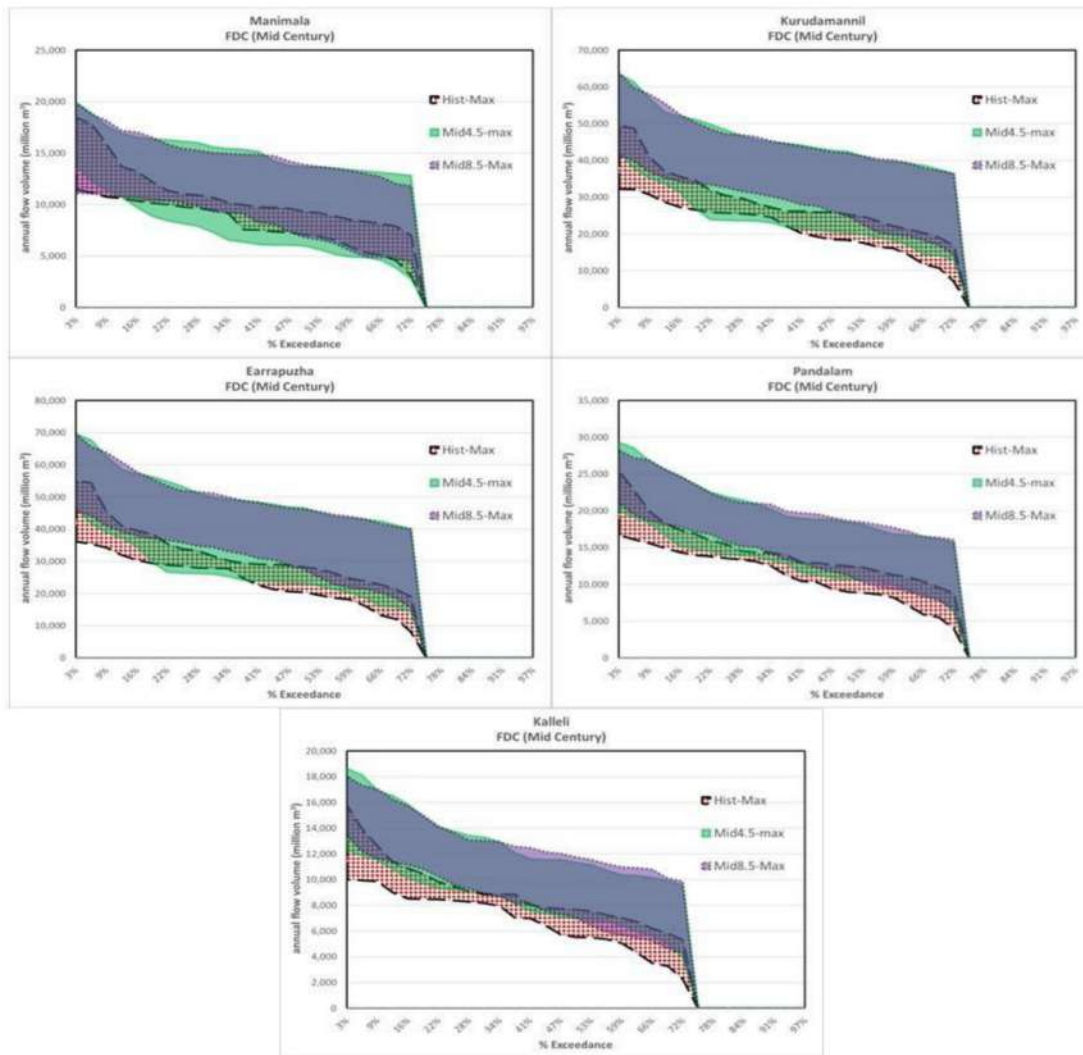 Manimala
FDC (Mid Century)
annual flow volume (million m³)
25,000
20,000
15,000
10,000
5,000
0
Hist-Max
Mid4.5-max
Mid8.5-Max
3% 9% 16% 22% 28% 34% 41% 47% 53% 59% 66% 72% 78% 84% 91% 97%
% Exceedance
Kurudamannil
FDC (Mid Century)
annual flow volume (million m³)
70,000
60,000
50,000
40,000
30,000
20,000
10,000
0
Hist-Max
Mid4.5-max
Mid8.5-Max
3% 9% 16% 22% 28% 34% 41% 47% 53% 59% 66% 72% 78% 84% 91% 97%
% Exceedance
Earrapuzha
FDC (Mid Century)
annual flow volume (million m³)
80,000
70,000
60,000
50,000
40,000
30,000
20,000
10,000
0
Hist-Max
Mid4.5-max
Mid8.5-Max
3% 9% 16% 22% 28% 34% 41% 47% 53% 59% 66% 72% 78% 84% 91% 97%
% Exceedance
Pandalam
FDC (Mid Century)
annual flow volume (million m³)
35,000
30,000
25,000
20,000
15,000
10,000
5,000
0
Hist-Max
Mid4.5-max
Mid8.5-Max
3% 9% 16% 22% 28% 34% 41% 47% 53% 59% 66% 72% 78% 84% 91% 97%
% Exceedance
Kalleli
FDC (Mid Century)
annual flow volume (million m³)
20,000
18,000
16,000
14,000
12,000
10,000
8,000
6,000
4,000
2,000
0
Hist-Max
Mid4.5-max
Mid8.5-Max
3% 9% 16% 22% 28% 34% 41% 47% 53% 59% 66% 72% 78% 84% 91% 97%
% Exceedance